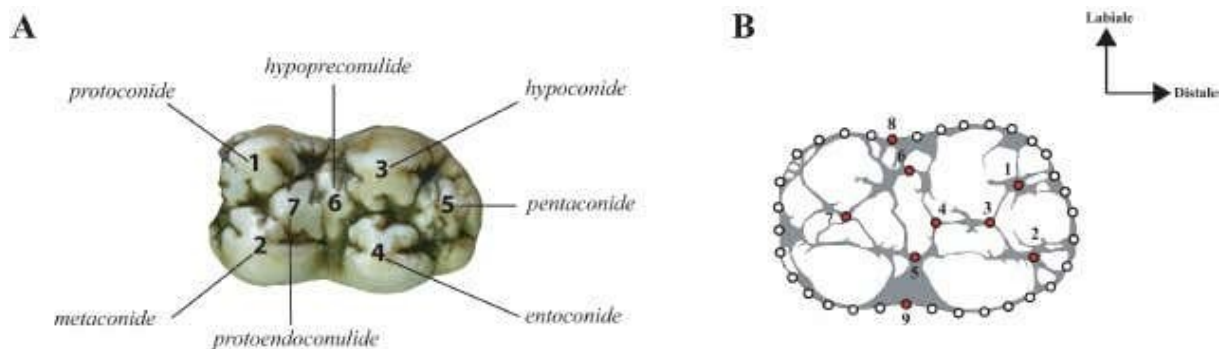 A
B
Labiale
Distale
hypopreconulide
protoconide
hypoconide
1
3
7
6
5
2
4
pentaconide
metaconide
entoconide
protoendoconulide
8
6
1
7
4
3
2
5
9